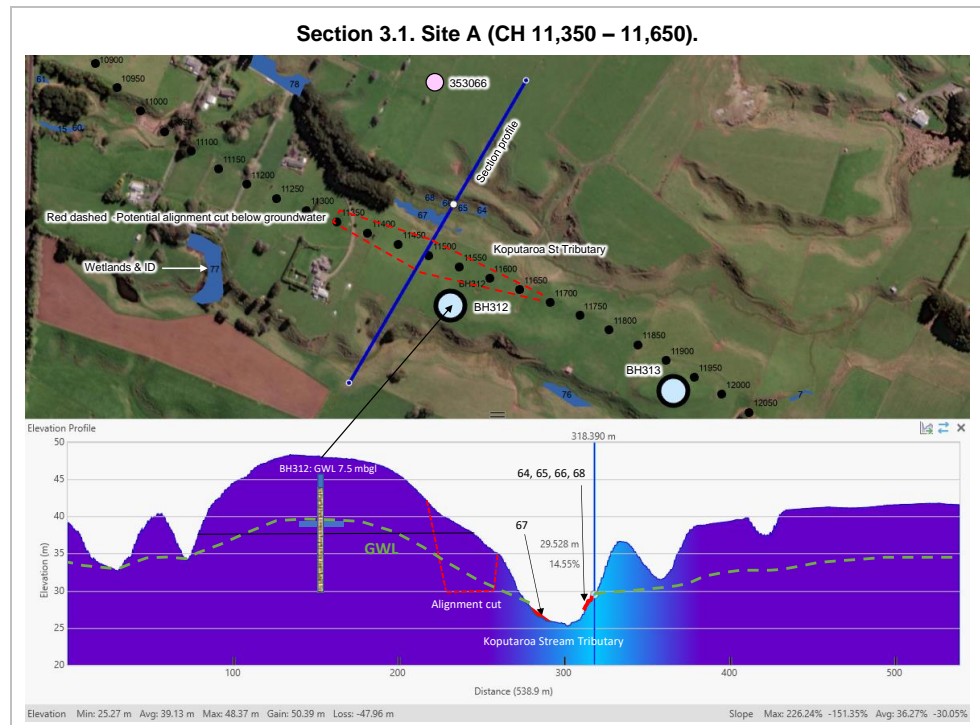 Section 3.1. Site A (CH 11,350 – 11,650).
10900
10950
11000
11100
11150
11200
11250
11300
11350
11400
11450
11500
11550
11600
11650
11700
11750
11800
11850
11900
11950
12000
12050
61
60
78
353066
Section profile
68
67
65
64
Red dashed - Potential alignment cut below groundwater
Koputaroa St Tributary
Wetlands & ID
77
BH312
BH312
BH313
76
7
Elevation Profile
318.390 m
50
45
40
35
30
25
20
Elevation (m)
BH312: GWL 7.5 mbgl
64, 65, 66, 68
67
29.528 m
14.55%
GWL
Alignment cut
Koputaroa Stream Tributary
100
200
300
400
500
Distance (538.9 m)
Elevation Min: 25.27 m Avg: 39.13 m Max: 48.37 m Gain: 50.39 m Loss: -47.96 m
Slope Max: 226.24% -151.35% Avg: 36.27% -30.05%